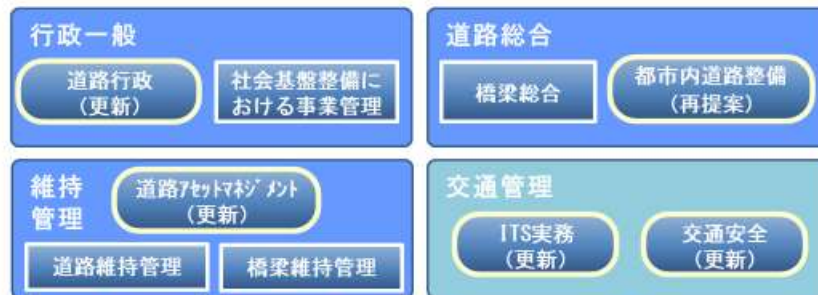 行政一般
道路行政
(更新)
社会基盤整備に
おける事業管理
道路総合
橋梁総合
都市内道路整備
(再提案)
維持
管理
道路ｱｾｯﾄﾏﾈｼﾞﾒﾝﾄ
(更新)
道路維持管理
橋梁維持管理
交通管理
ITS実務
(更新)
交通安全
(更新)